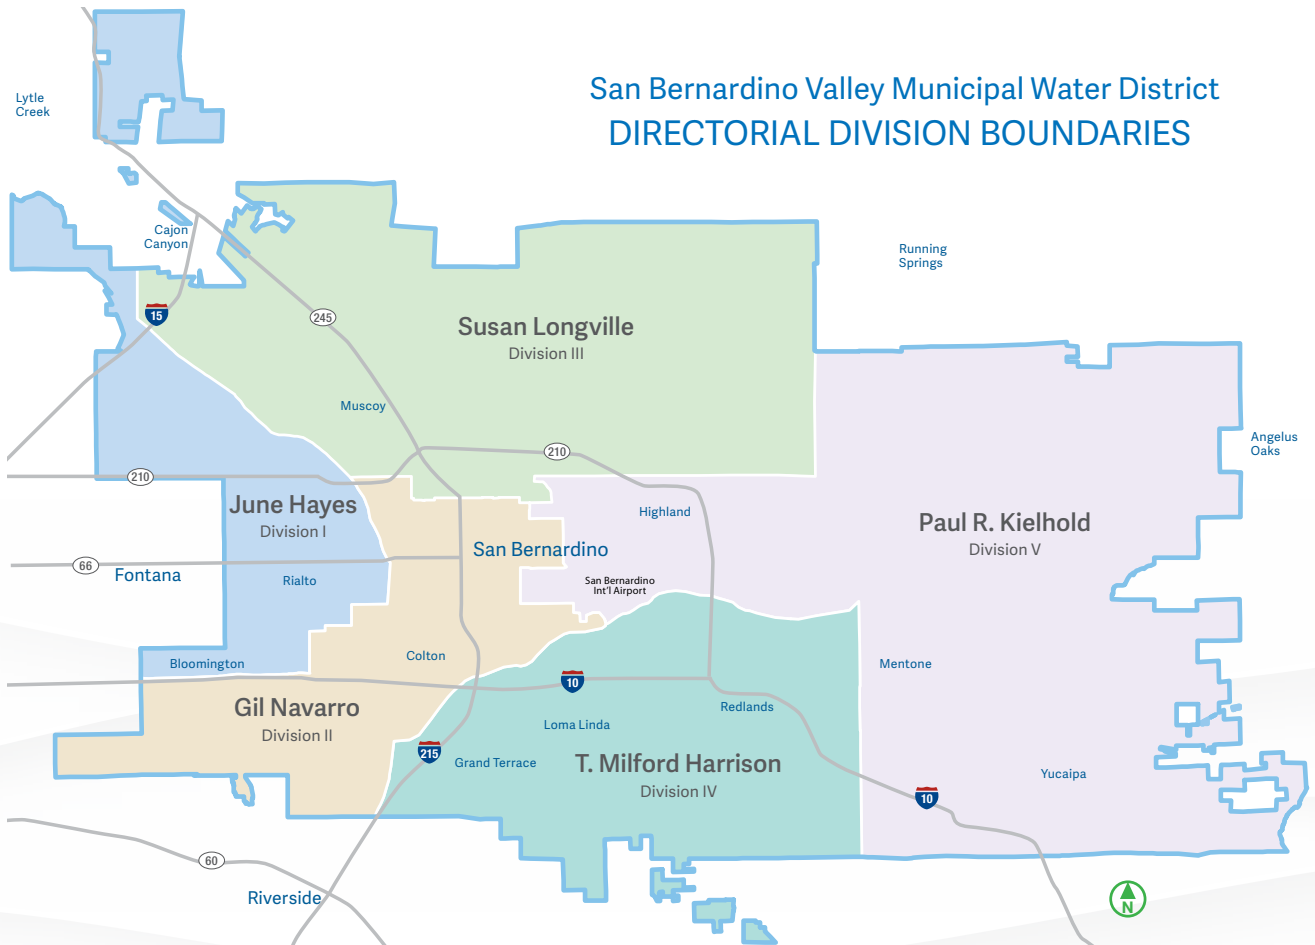 San Bernardino Valley Municipal Water District
DIRECTORIAL DIVISION BOUNDARIES
Lytle
Creek
Cajon
Canyon
Running
Springs
15
245
Susan Longville
Division III
Muscoy
Angelus
Oaks
210
210
June Hayes
Division I
Highland
Paul R. Kielhold
Division V
San Bernardino
66
Fontana
Rialto
San Bernardino
Int'l Airport
Colton
Bloomington
Mentone
10
Gil Navarro
Division II
Redlands
Loma Linda
215
Grand Terrace
T. Milford Harrison
Division IV
Yucaipa
10
60
Riverside
N